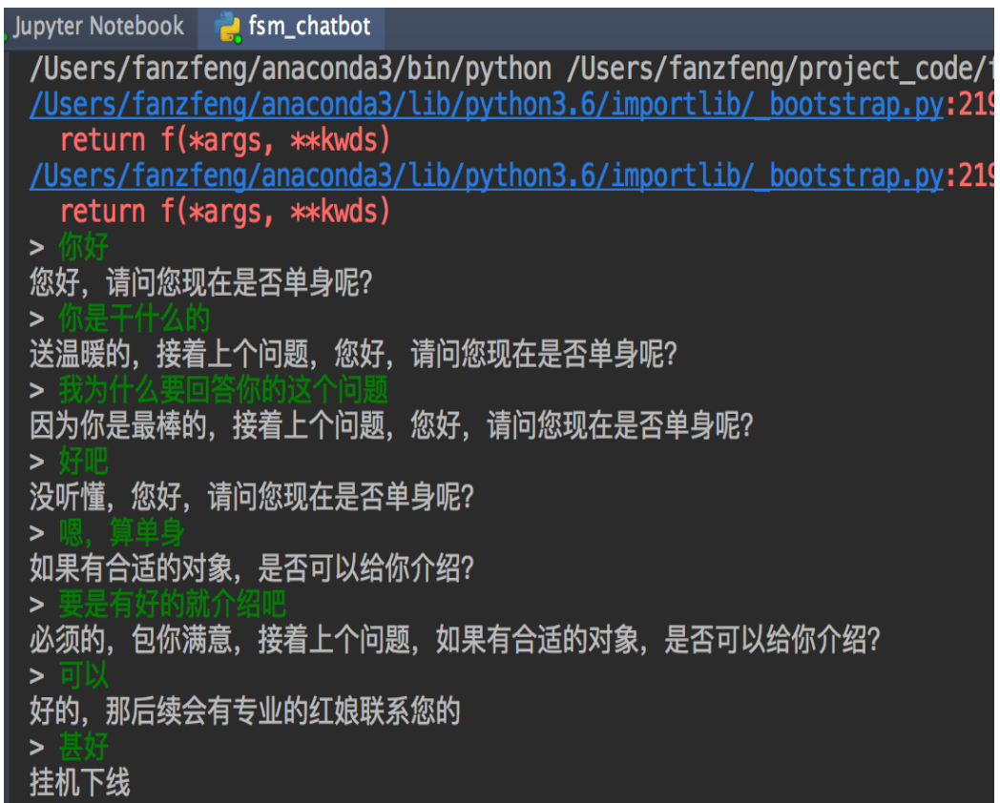 Jupyter Notebook fsm_chatbot
/Users/fanzfeng/anaconda3/bin/python /Users/fanzfeng/project_code/
/Users/fanzfeng/anaconda3/lib/python3.6/importlib/_bootstrap.py:219
return f(*args, **kwds)
/Users/fanzfeng/anaconda3/lib/python3.6/importlib/_bootstrap.py:219
return f(*args, **kwds)
> 你好
您好，请问您现在是否单身呢?
> 你是干什么的
送温暖的，接着上个问题，您好，请问您现在是否单身呢?
> 我为什么要回答你的这个问题
因为你是最棒的，接着上个问题，您好，请问您现在是否单身呢?
> 好吧
没听懂，您好，请问您现在是否单身呢?
> 嗯，算单身
如果有合适的对象，是否可以给你介绍?
> 要是有好的就介绍吧
必须的，包你满意，接着上个问题，如果有合适的对象，是否可以给你介绍?
> 可以
好的，那后续会有专业的红娘联系您的
> 甚好
挂机下线